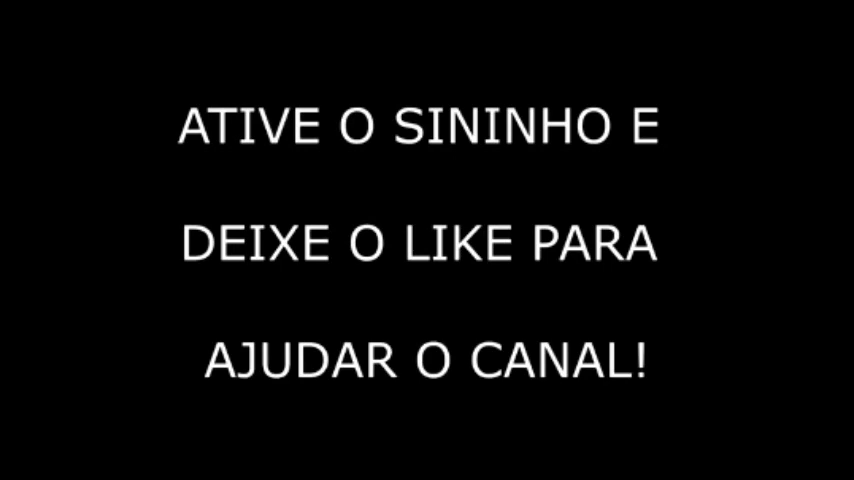 ATIVE O SININHO E
DEIXE O LIKE PARA
AJUDAR O CANAL!